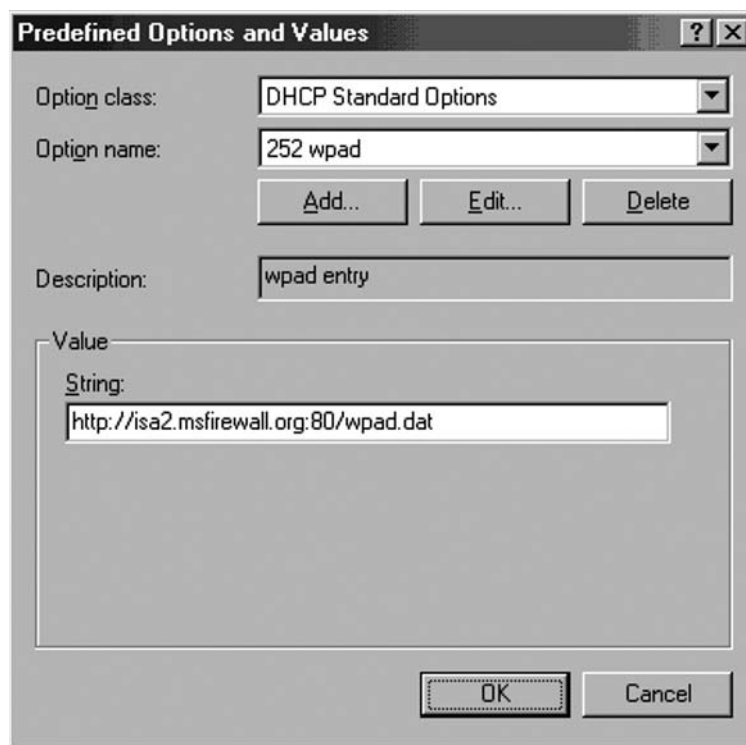 Predefined Options and Values
Option class: DHCP Standard Options
Option name: 252 wpad
Add... Edit... Delete
Description: wpad entry
Value
String:
http://isa2.msfirewall.org:80/wpad.dat
OK Cancel